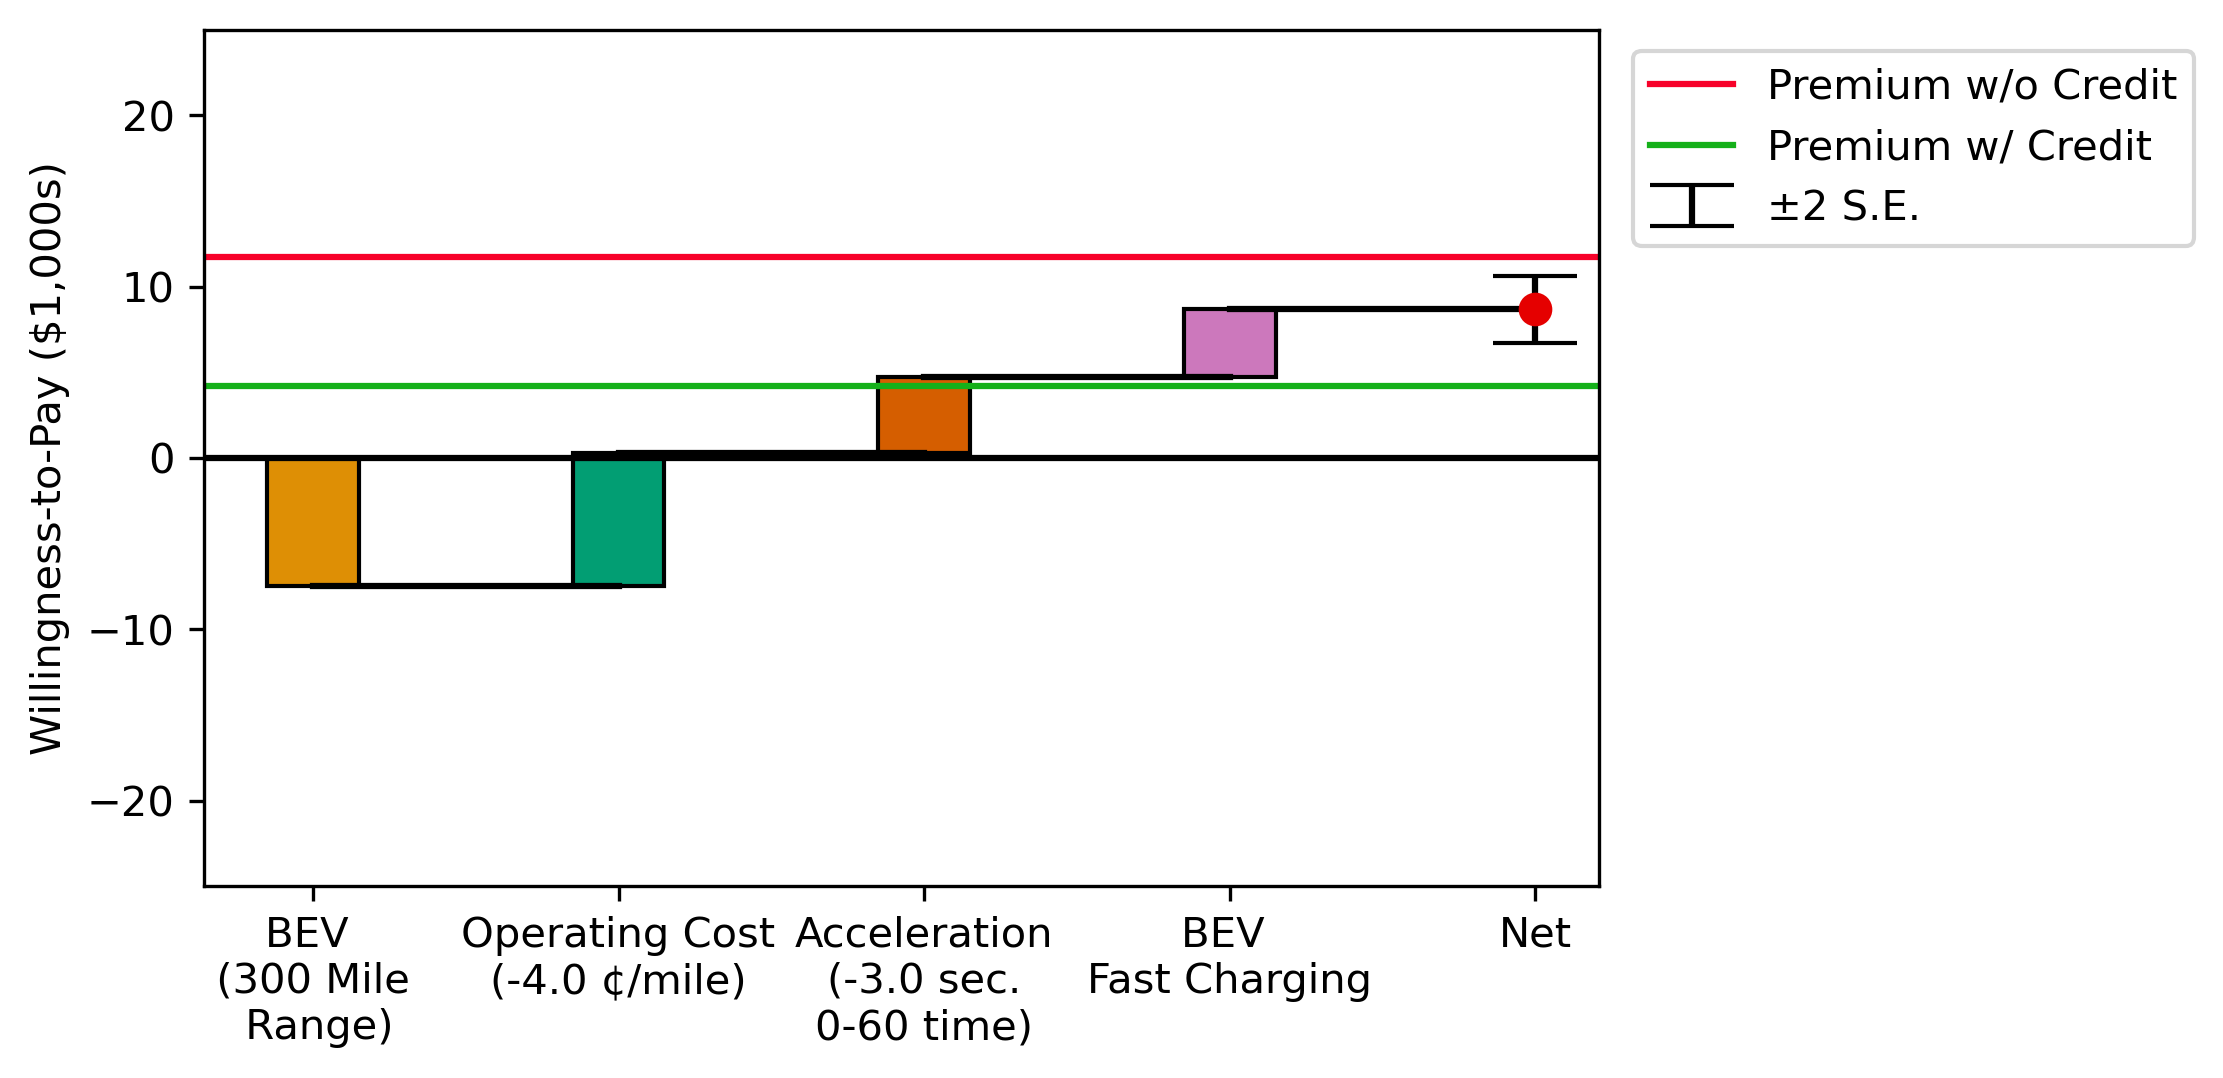 Willingness-to-Pay ($1,000s)
20
10
0
−10
−20
BEV
(300 Mile
Range)
Operating Cost
(-4.0 ¢/mile)
Acceleration
(-3.0 sec.
0-60 time)
BEV
Fast Charging
Net
Premium w/o Credit
Premium w/ Credit
±2 S.E.